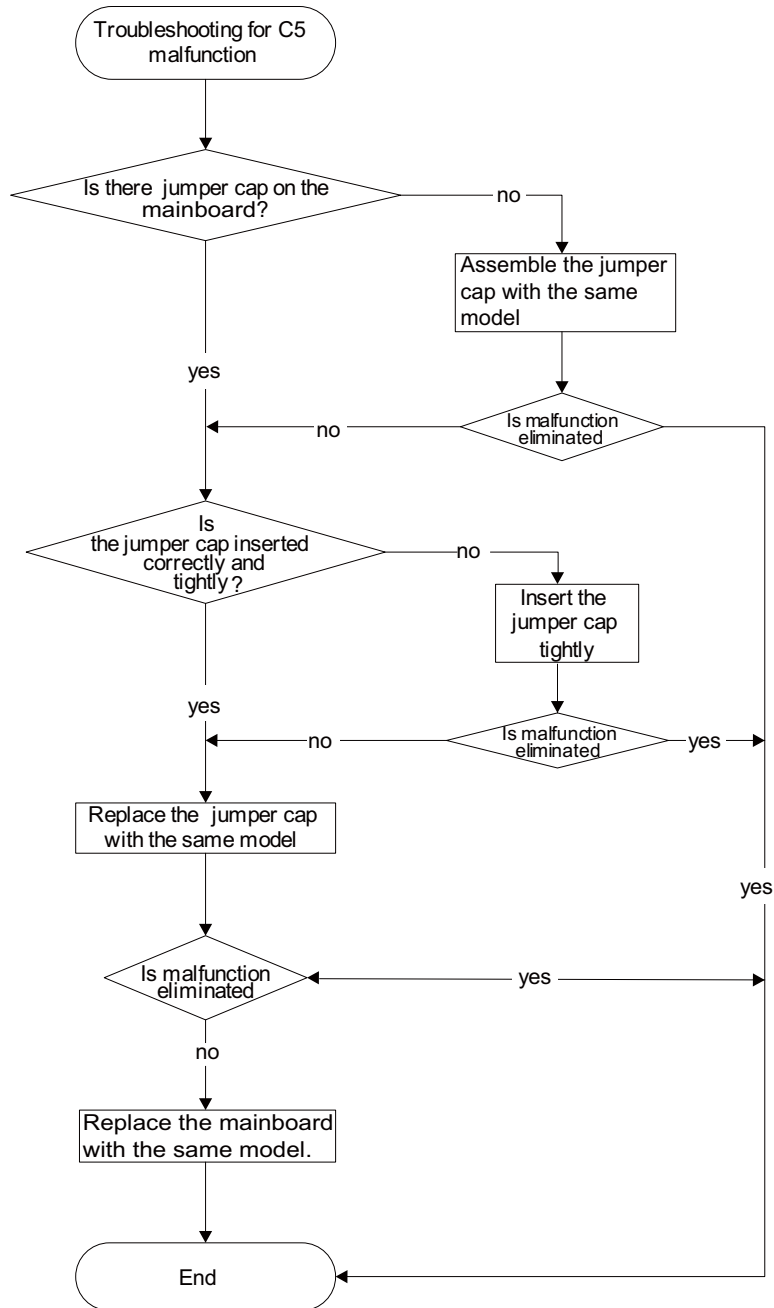 Troubleshooting for C5
malfunction
Is there jumper cap on the
mainboard?
no
Assemble the jumper
cap with the same
model
yes
Is malfunction
eliminated
no
Is
the jumper cap inserted
correctly and
tightly?
no
Insert the
jumper cap
tightly
yes
Is malfunction
eliminated
no
yes
Replace the jumper cap
with the same model
yes
Is malfunction
eliminated
yes
no
Replace the mainboard
with the same model.
End